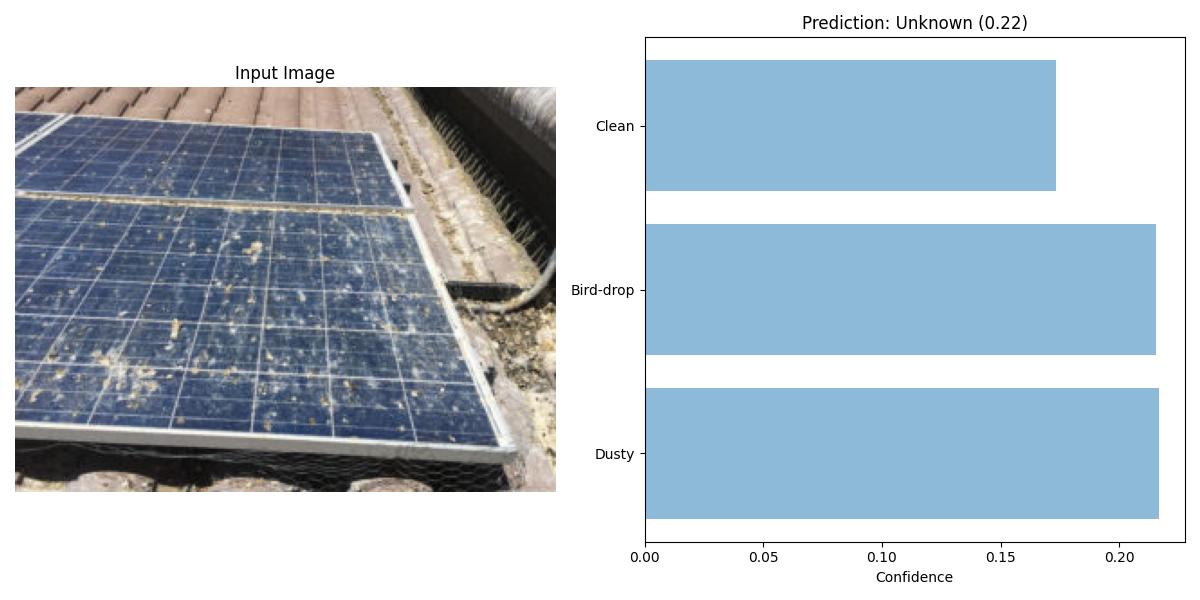 Input Image
Prediction: Unknown (0.22)
Clean
Bird-drop
Dusty
0.00 0.05 0.10 0.15 0.20
Confidence